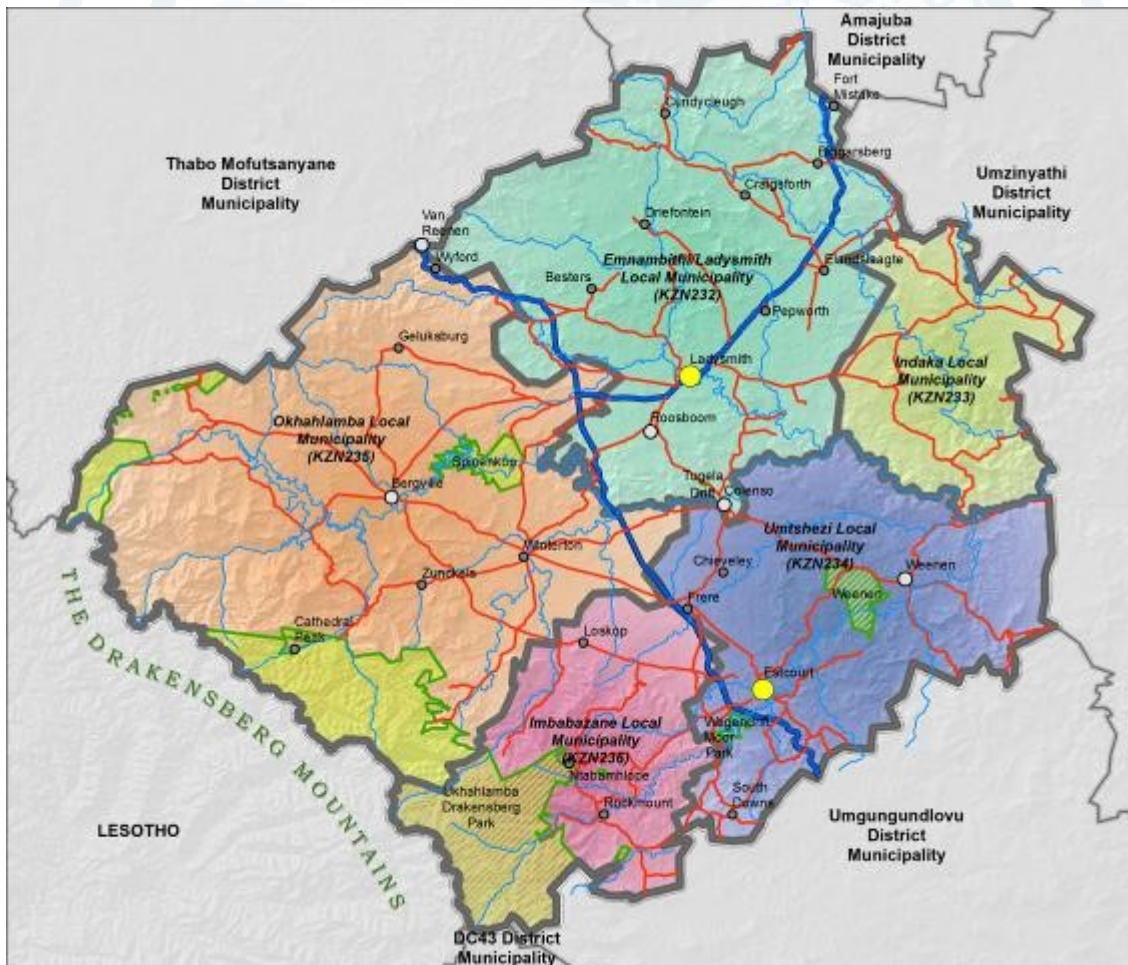 Amajuba
District
Municipality
Fort
Mistake
Cundycleugh
Thabo Mofutsanyane
District
Municipality
Biggarsberg
Umzinyathi
District
Municipality
Craigsforth
Van
Reenen
Driefontein
Wyford
Emnambithi/Ladysmith
Local Municipality
(KZN232)
Elandslaagte
Besters
Pepworth
Geluksburg
Ladysmith
Indaka Local
Municipality
(KZN233)
Okhahlamba Local
Municipality
(KZN235)
Roosboom
Spioenkop
Bergville
Tugela
Drift
Colenso
Umtshezi Local
Municipality
(KZN234)
Winterton
Chieveley
Weenen
Zunckels
Weenen
Frere
Cathedral
Peak
Loskop
THE DRAKENSBERG MOUNTAINS
Estcourt
Imbabazane Local
Municipality
(KZN236)
Wagendrift
Moor
Park
Ntabamhlope
Ukhahlamba
Drakensberg
Park
Rockmount
South
Downs
LESOTHO
Umgungundlovu
District
Municipality
DC43 District
Municipality